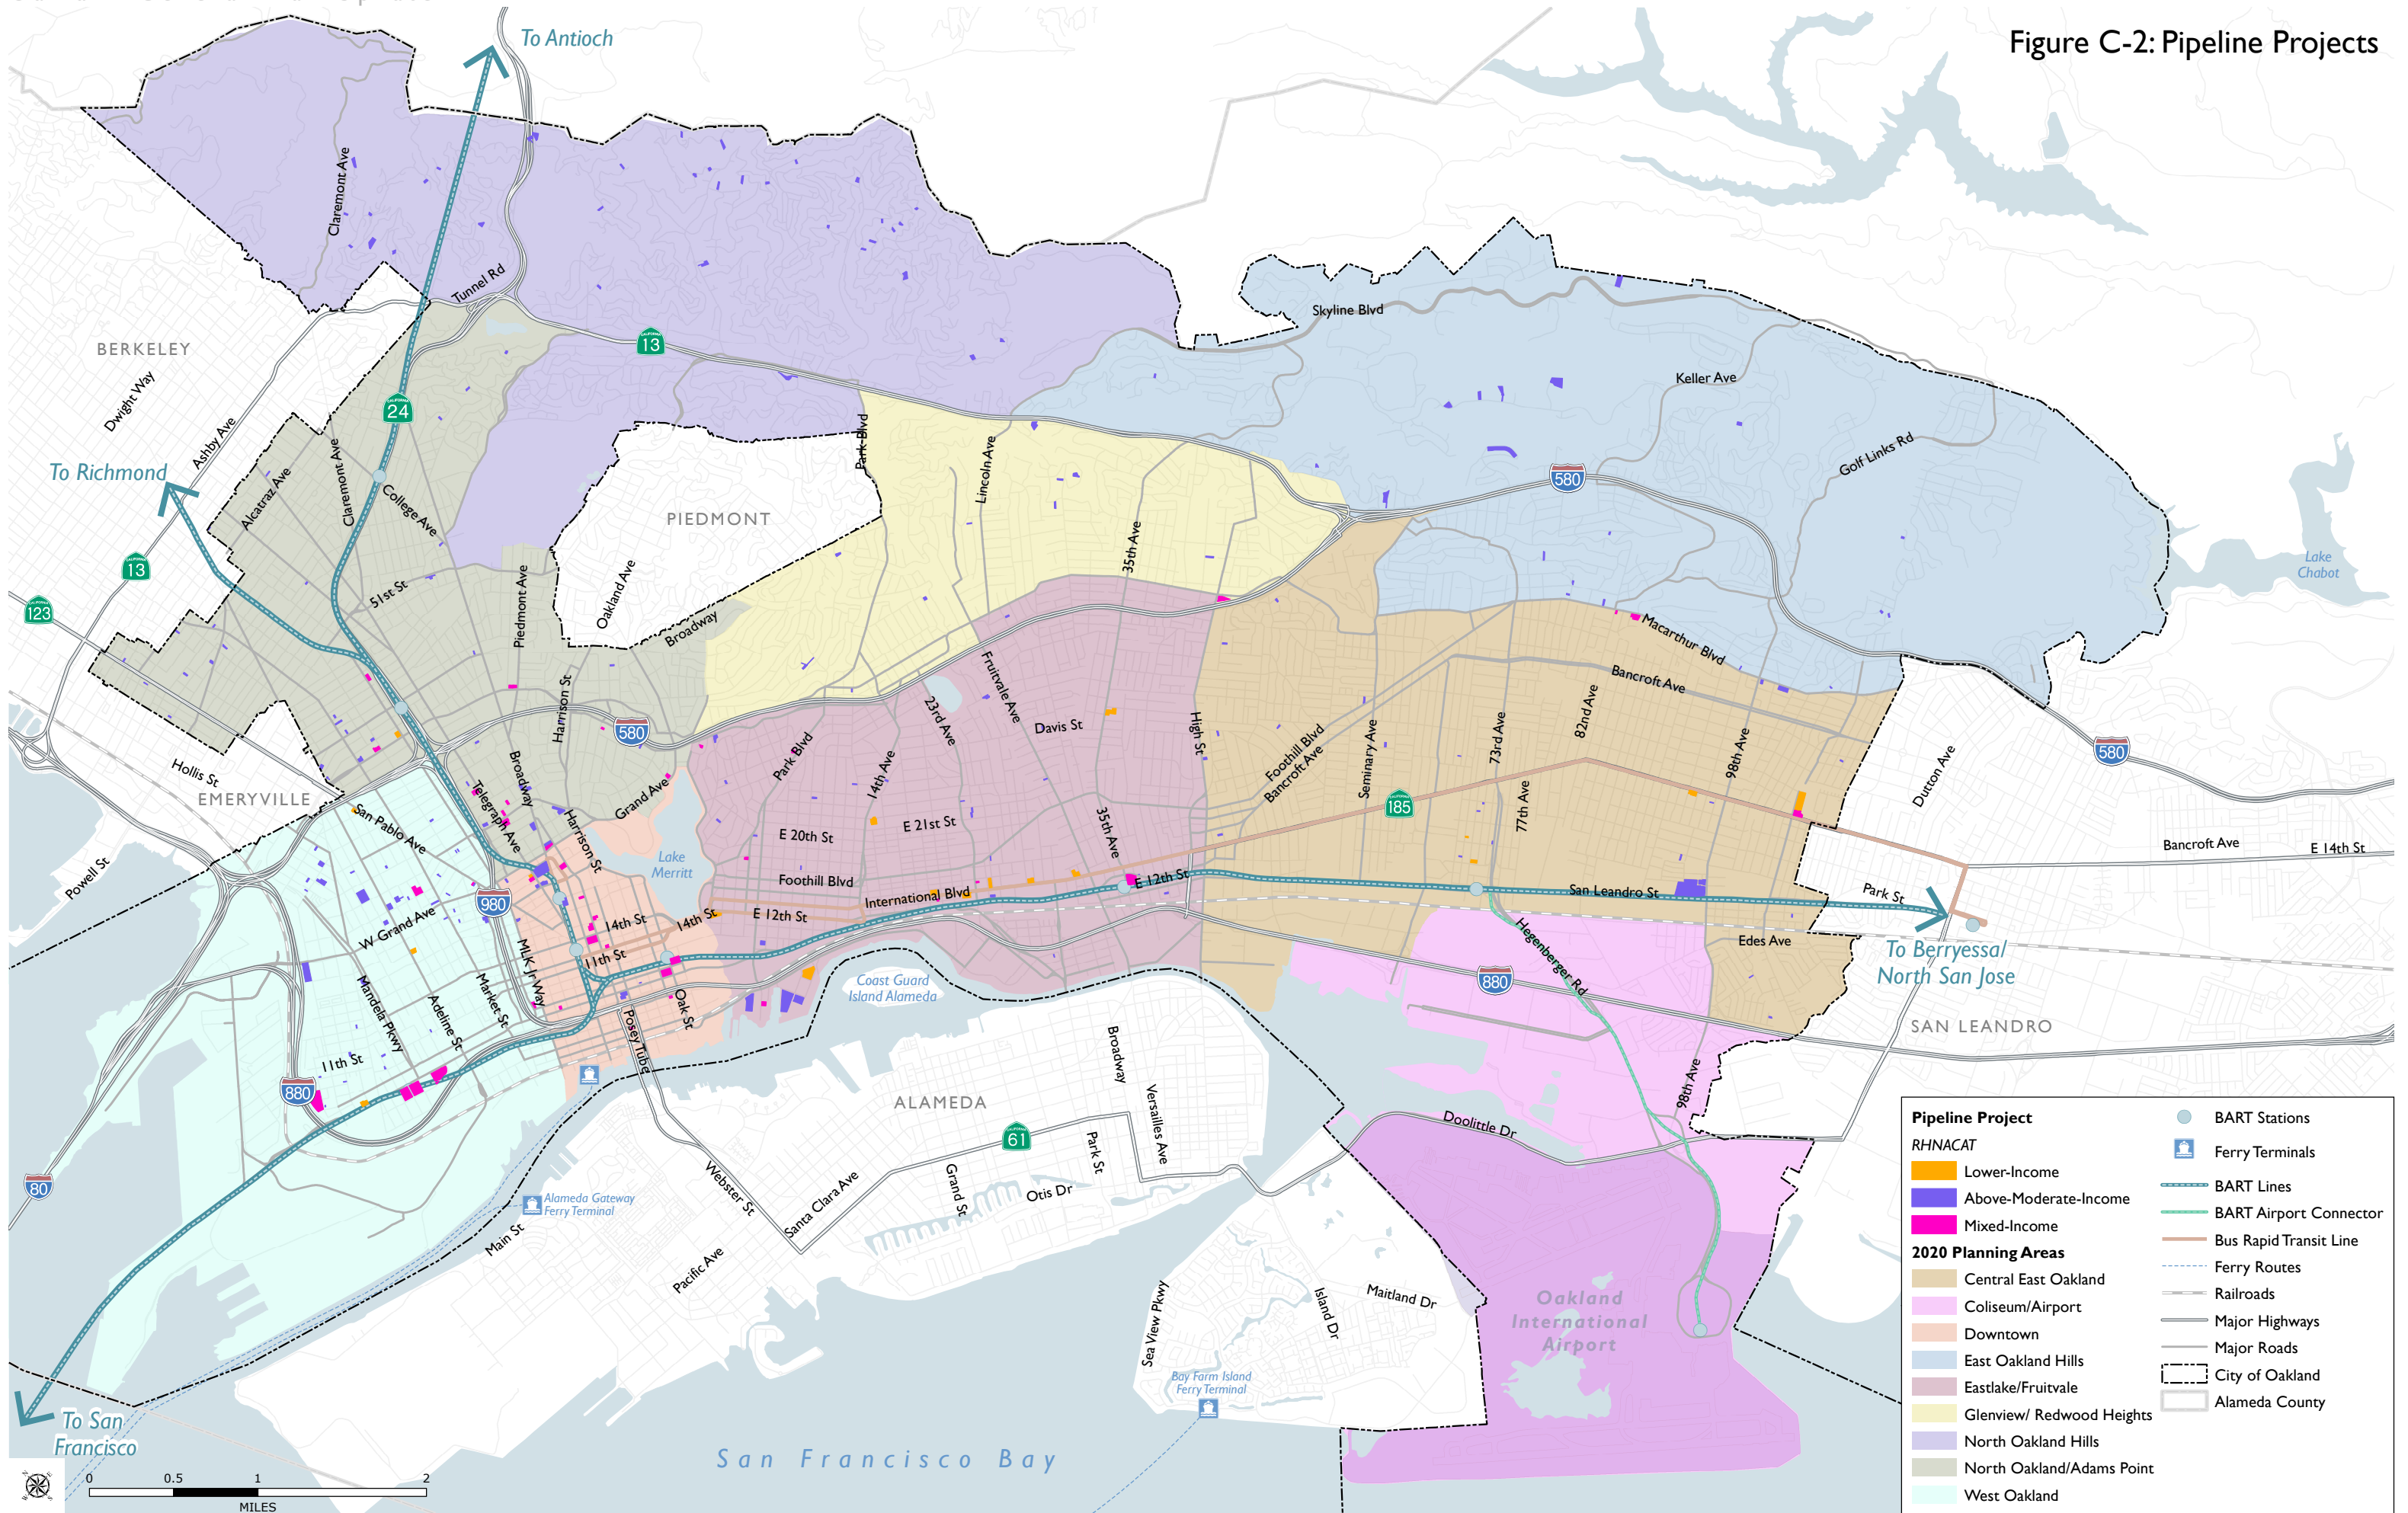 Figure C-2: Pipeline Projects
To Antioch
Claremont Ave
Tunnel Rd
13
BERKELEY
Dwight Way
Ashby Ave
24
To Richmond
Alcatraz Ave
Claremont Ave
College Ave
13
123
51st St
Piedmont Ave
PIEDMONT
Oakland Ave
Broadway
Park Blvd
Lincoln Ave
35th Ave
Skyline Blvd
Keller Ave
Golf Links Rd
580
Lake
Chabot
Macarthur Blvd
Bancroft Ave
Harrison St
580
Fruitvale Ave
23rd Ave
Davis St
High St
Park Blvd
14th Ave
Foothill Blvd
Bancroft Ave
Seminary Ave
73rd Ave
82nd Ave
77th Ave
98th Ave
185
Dutton Ave
580
Bancroft Ave
E 14th St
Hollis St
EMERYVILLE
San Pablo Ave
Powell St
Telegraph Ave
Broadway
Harrison St
Grand Ave
Lake
Merritt
E 20th St
E 21st St
35th Ave
Foothill Blvd
International Blvd
E 12th St
E 12th St
San Leandro St
Park St
980
W Grand Ave
14th St
14th St
11th St
MLK Jr Way
Market St
Mandela Pkwy
Adeline St
Oak St
Posey Tube
11th St
880
Coast Guard
Island Alameda
Hegenberger Rd
880
Edes Ave
To Berryessal
North San Jose
SAN LEANDRO
98th Ave
80
ALAMEDA
Broadway
Versailles Ave
61
Park St
Grand St
Otis Dr
Santa Clara Ave
Webster St
Pacific Ave
Main St
Alameda Gateway
Ferry Terminal
Doolittle Dr
Sea View Pkwy
Island Dr
Maitland Dr
Oakland
International
Airport
Bay Farm Island
Ferry Terminal
To San
Francisco
San Francisco Bay
0 0.5 1 2
MILES
Pipeline Project
RHNACAT
Lower-Income
Above-Moderate-Income
Mixed-Income
2020 Planning Areas
Central East Oakland
Coliseum/Airport
Downtown
East Oakland Hills
Eastlake/Fruitvale
Glenview/ Redwood Heights
North Oakland Hills
North Oakland/Adams Point
West Oakland
BART Stations
Ferry Terminals
BART Lines
BART Airport Connector
Bus Rapid Transit Line
Ferry Routes
Railroads
Major Highways
Major Roads
City of Oakland
Alameda County